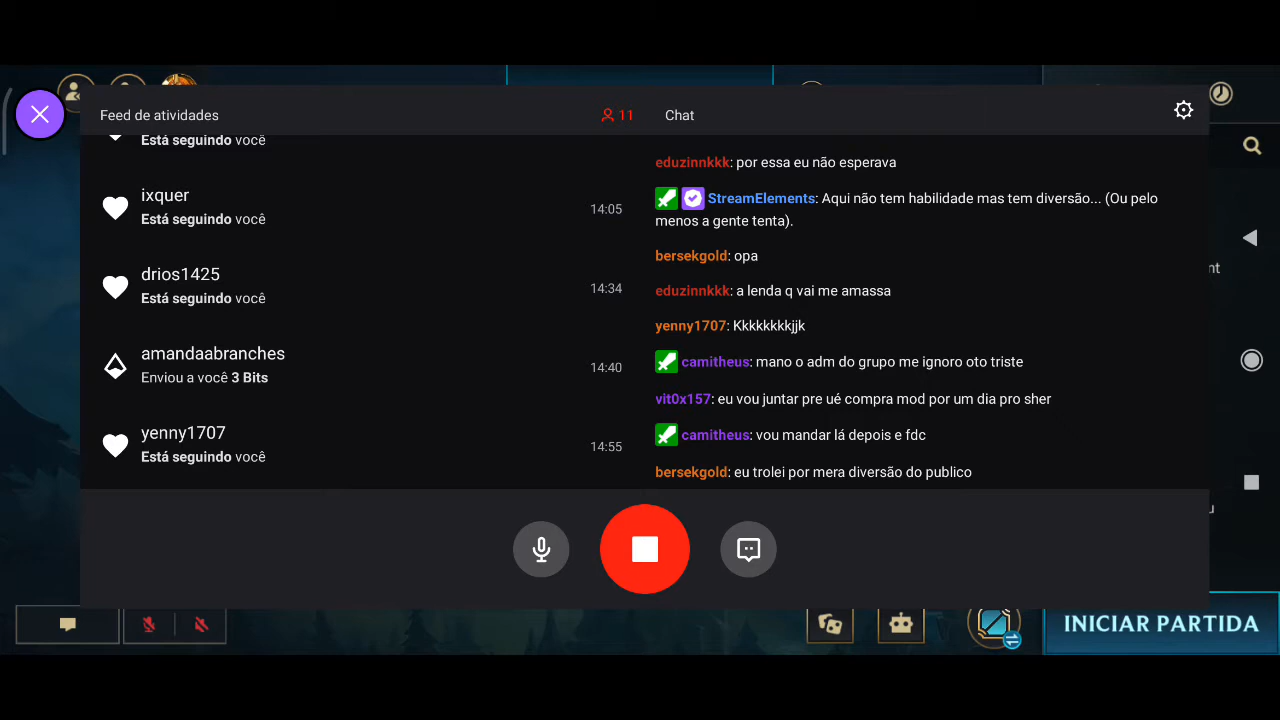 Feed de atividades
11
Chat
Está seguindo você
ixquer
Está seguindo você
14:05
drios1425
Está seguindo você
14:34
amandaabranches
Enviou a você 3 Bits
14:40
yenny1707
Está seguindo você
14:55
eduzinnkkk: por essa eu não esperava
StreamElements: Aqui não tem habilidade mas tem diversão... (Ou pelo
menos a gente tenta).
bersekgold: opa
eduzinnkkk: a lenda q vai me amassa
yenny1707: Kkkkkkkkjjk
camitheus: mano o adm do grupo me ignoro oto triste
vit0x157: eu vou juntar pre ué compra mod por um dia pro sher
camitheus: vou mandar lá depois e fdc
bersekgold: eu trolei por mera diversão do publico
nt
INICIAR PARTIDA